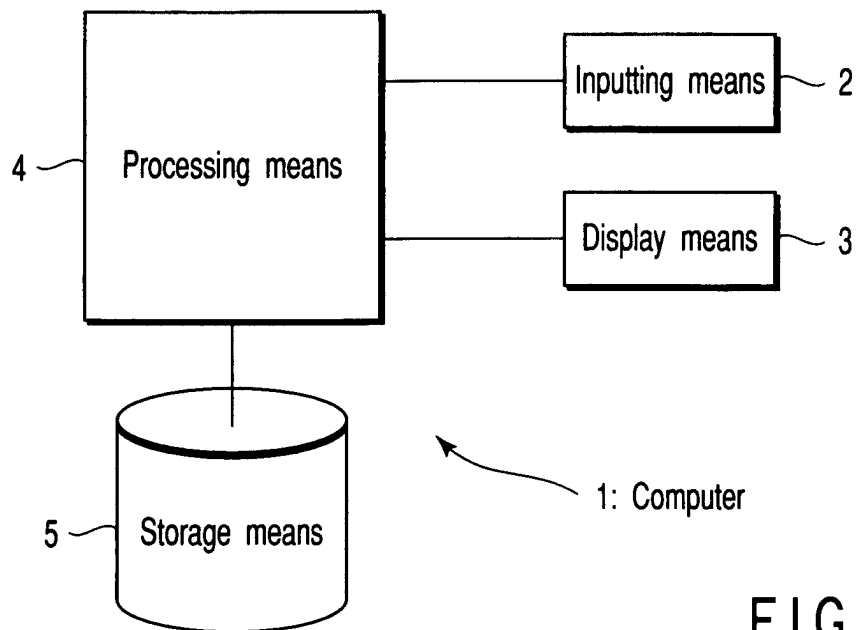 Inputting means 2
4 Processing means
Display means 3
1: Computer
5 Storage means
FIG